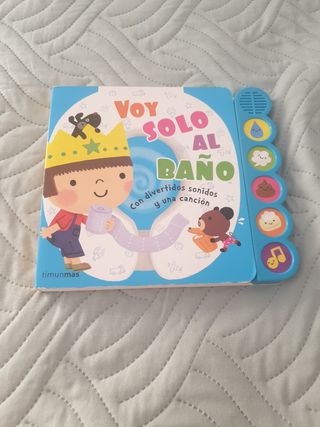 VOY
SOLO
AL
BAÑO
Con divertidos sonidos
y una canción
timunmas